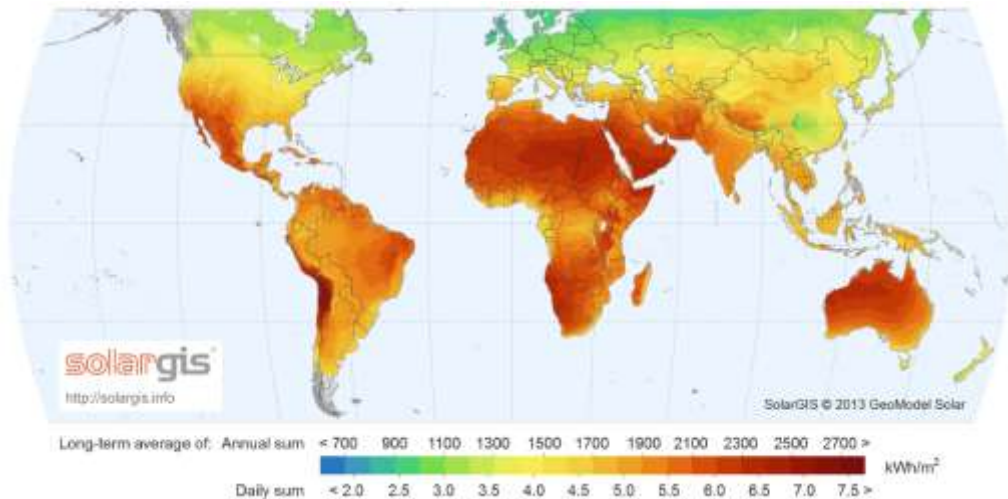 solargis
http://solargis.info
SolarGIS © 2013 GeoModel Solar
Long-term average of: Annual sum < 700 900 1100 1300 1500 1700 1900 2100 2300 2500 2700 > kWh/m²
Daily sum < 2.0 2.5 3.0 3.5 4.0 4.5 5.0 5.5 6.0 6.5 7.0 7.5 >